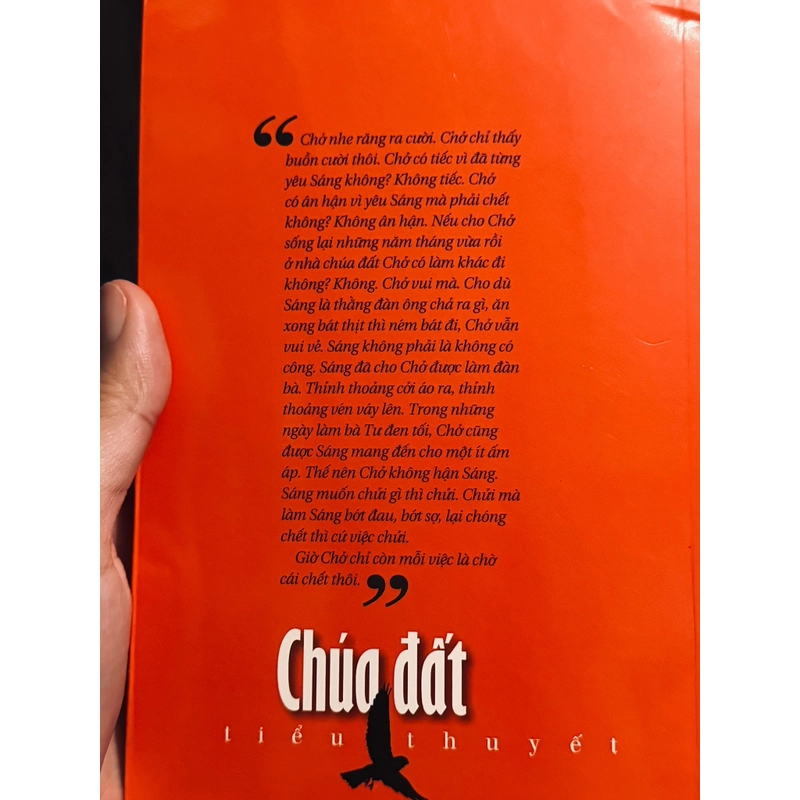 “ Chở nhe răng ra cười. Chở chỉ thấy
buồn cười thôi. Chở có tiếc vì đã từng
yêu Sáng không? Không tiếc. Chở
có ân hận vì yêu Sáng mà phải chết
không? Không ân hận. Nếu cho Chở
sống lại những năm tháng vừa rồi
ở nhà chúa đất Chở có làm khác đi
không? Không. Chở vui mà. Cho dù
Sáng là thằng đàn ông chả ra gì, ăn
xong bát thịt thì ném bát đi, Chở vẫn
vui vẻ. Sáng không phải là không có
công. Sáng đã cho Chở được làm đàn
bà. Thỉnh thoảng cởi áo ra, thỉnh
thoảng vén váy lên. Trong những
ngày làm bà Tư đen tối, Chở cũng
được Sáng mang đến cho một ít ấm
áp. Thế nên Chở không hận Sáng.
Sáng muốn chửi gì thì chửi. Chửi mà
làm Sáng bớt đau, bớt sợ, lại chóng
chết thì cứ việc chửi.
Giờ Chở chỉ còn mỗi việc là chờ
cái chết thôi. ”
Chúa đất
tiểu thuyết